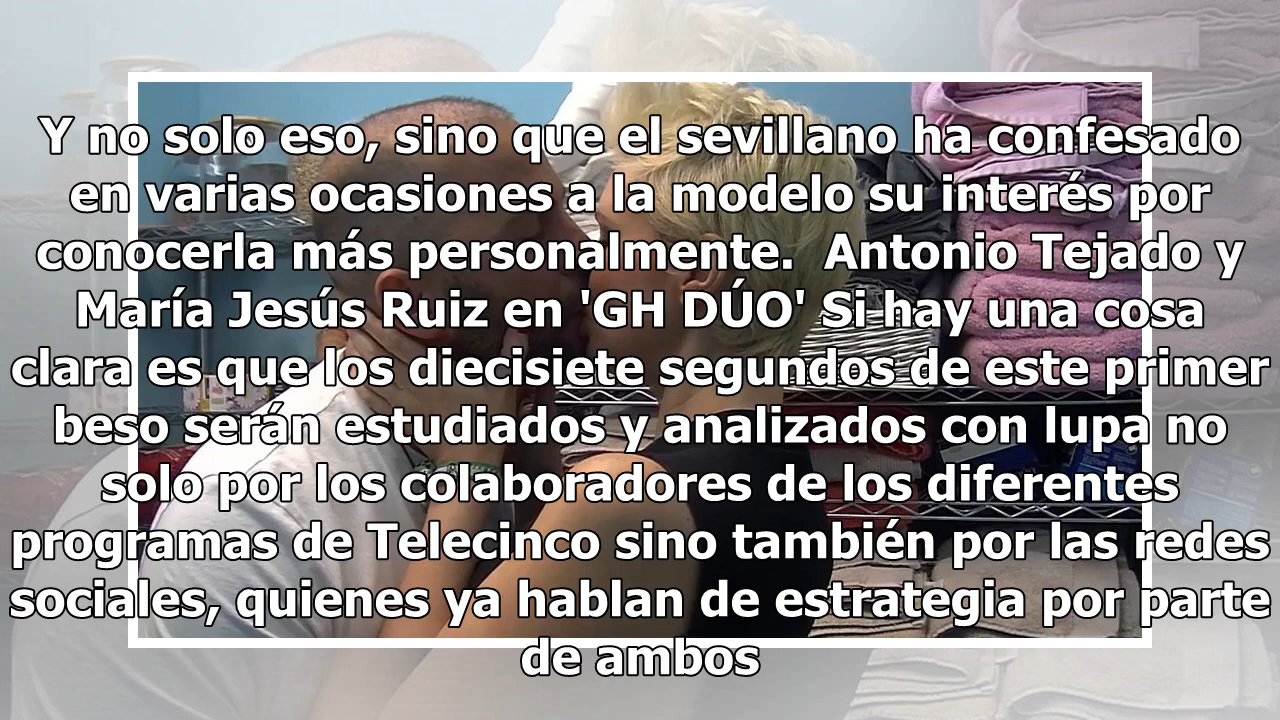 Y no solo eso, sino que el sevillano ha confesado
en varias ocasiones a la modelo su interés por
conocerla más personalmente.  Antonio Tejado y
María Jesús Ruiz en 'GH DÚO' Si hay una cosa
clara es que los diecisiete segundos de este primer
beso serán estudiados y analizados con lupa no
solo por los colaboradores de los diferentes
programas de Telecinco sino también por las redes
sociales, quienes ya hablan de estrategia por parte
de ambos